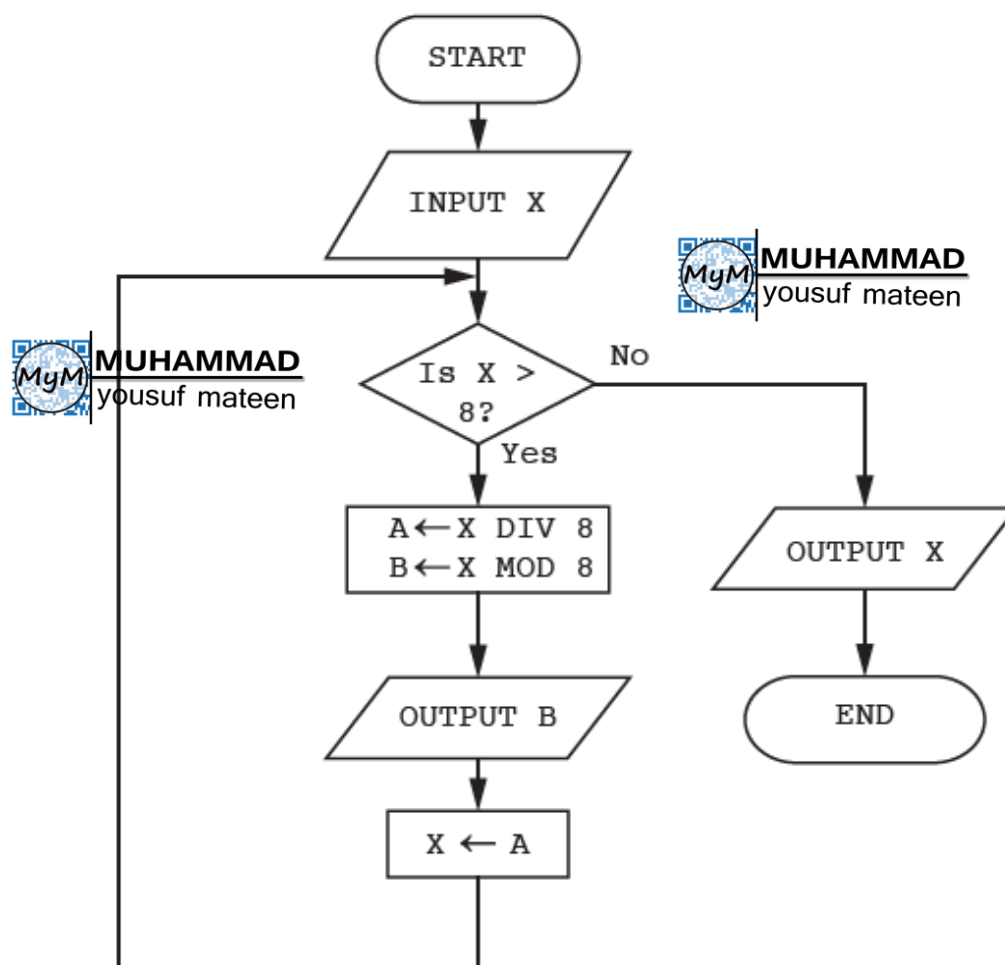 START
INPUT X
MyM MUHAMMAD
yousuf mateen
MyM MUHAMMAD
yousuf mateen
Is X >
8?
No
Yes
A ← X DIV 8
B ← X MOD 8
OUTPUT X
OUTPUT B
END
X ← A